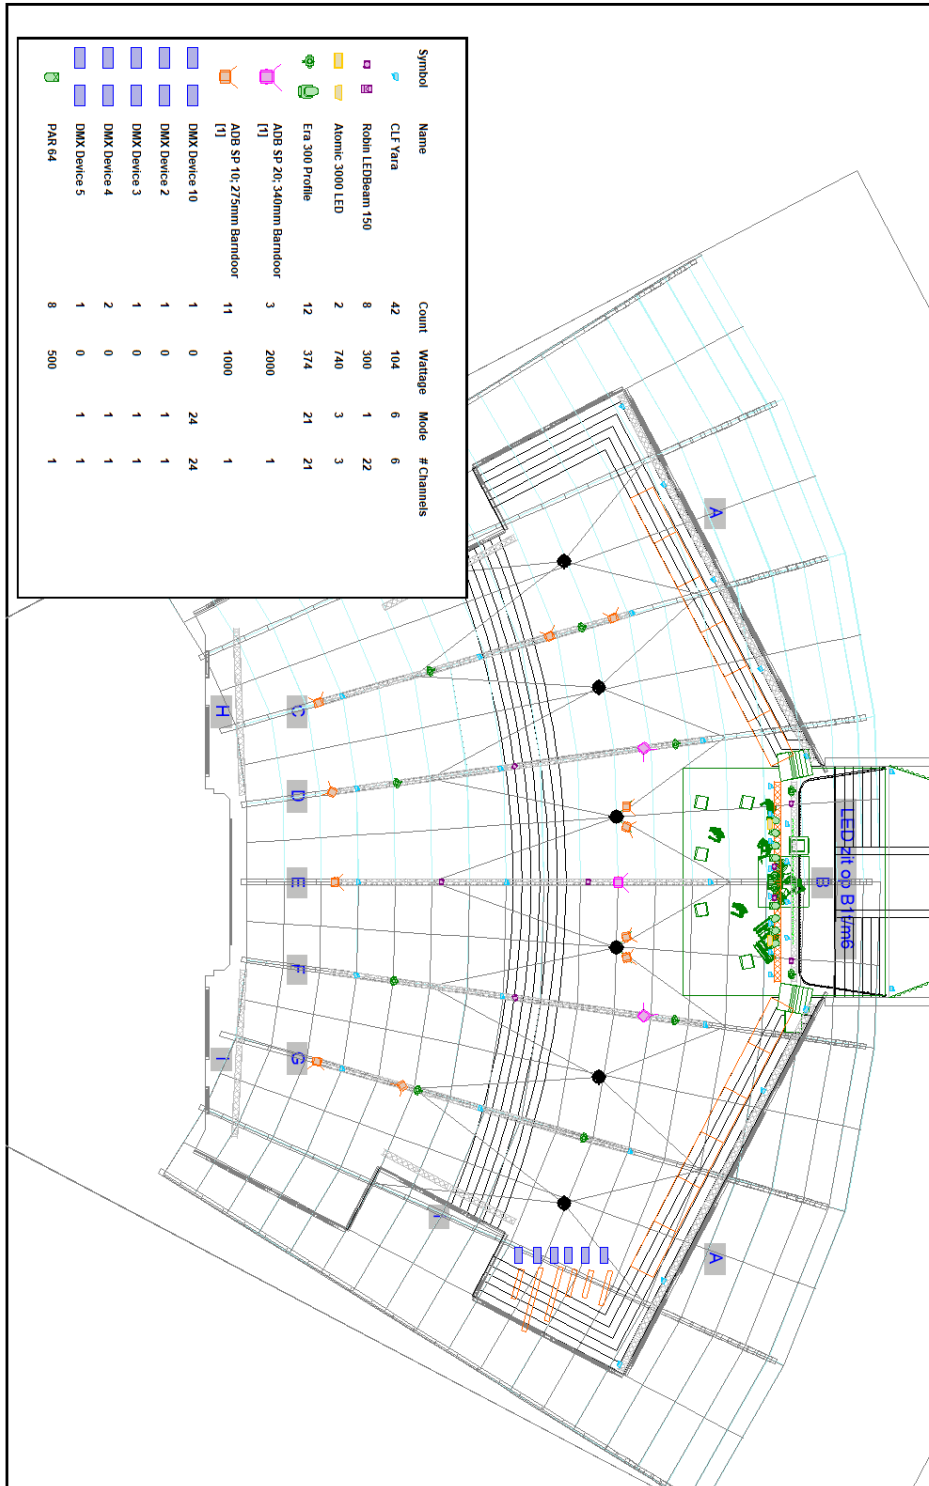 Symbol Name Count Wattage Mode # Channels
CLF Yara 42 104 6 6
Robin LEDBeam 150 8 300 1 22
Atomic 3000 LED 2 740 3 3
Era 300 Profile 12 374 21 21
ADB SP 20; 340mm Barndoor 3 2000 1
[1]
ADB SP 10; 275mm Barndoor 11 1000 1
[1]
DMX Device 10 1 0 24 24
DMX Device 2 1 0 1 1
DMX Device 3 1 0 1 1
DMX Device 4 2 0 1 1
DMX Device 5 1 0 1 1
PAR 64 8 500 1
A
LED zit op B1t/m6
B
H
C
D
E
F
G
i
A